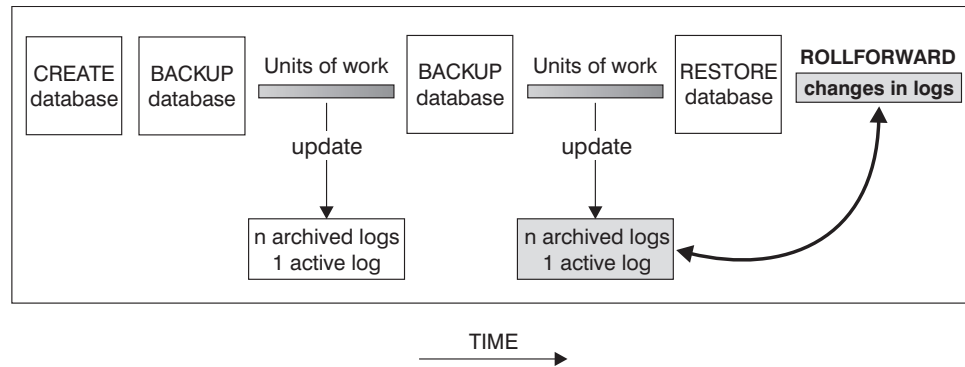 CREATE
database
BACKUP
database
Units of work
update
n archived logs
1 active log
BACKUP
database
Units of work
update
n archived logs
1 active log
RESTORE
database
ROLLFORWARD
changes in logs
TIME